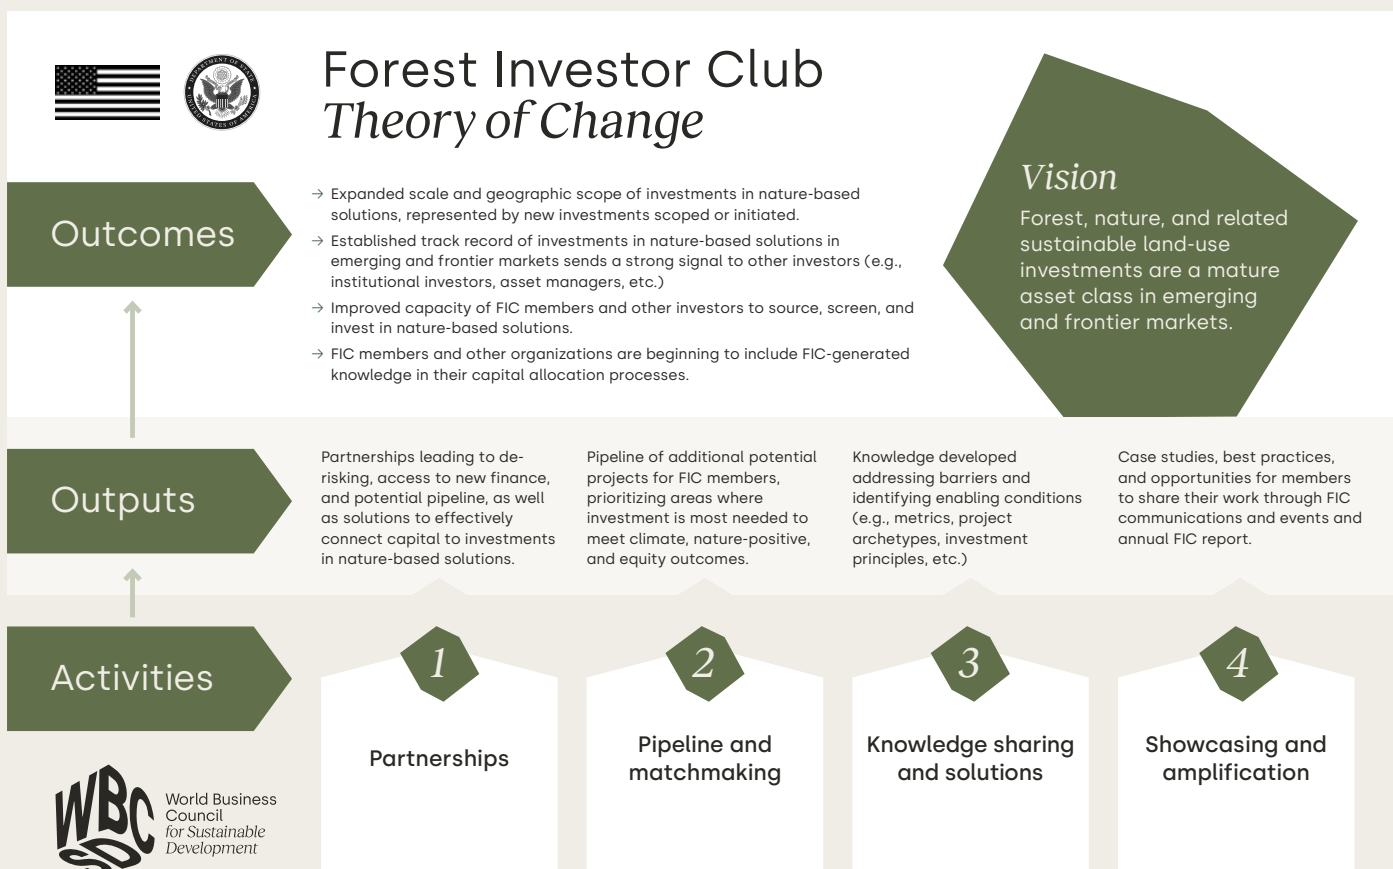 Forest Investor Club
Theory of Change
DEPARTMENT OF STATE
UNITED STATES OF AMERICA
Vision
Forest, nature, and related
sustainable land-use
investments are a mature
asset class in emerging
and frontier markets.
Outcomes
→ Expanded scale and geographic scope of investments in nature-based
solutions, represented by new investments scoped or initiated.
→ Established track record of investments in nature-based solutions in
emerging and frontier markets sends a strong signal to other investors (e.g.,
institutional investors, asset managers, etc.)
→ Improved capacity of FIC members and other investors to source, screen, and
invest in nature-based solutions.
→ FIC members and other organizations are beginning to include FIC-generated
knowledge in their capital allocation processes.
Outputs
Partnerships leading to de-
risking, access to new finance,
and potential pipeline, as well
as solutions to effectively
connect capital to investments
in nature-based solutions.
Pipeline of additional potential
projects for FIC members,
prioritizing areas where
investment is most needed to
meet climate, nature-positive,
and equity outcomes.
Knowledge developed
addressing barriers and
identifying enabling conditions
(e.g., metrics, project
archetypes, investment
principles, etc.)
Case studies, best practices,
and opportunities for members
to share their work through FIC
communications and events and
annual FIC report.
Activities
1
Partnerships
2
Pipeline and
matchmaking
3
Knowledge sharing
and solutions
4
Showcasing and
amplification
WBC
SD
World Business
Council
for Sustainable
Development